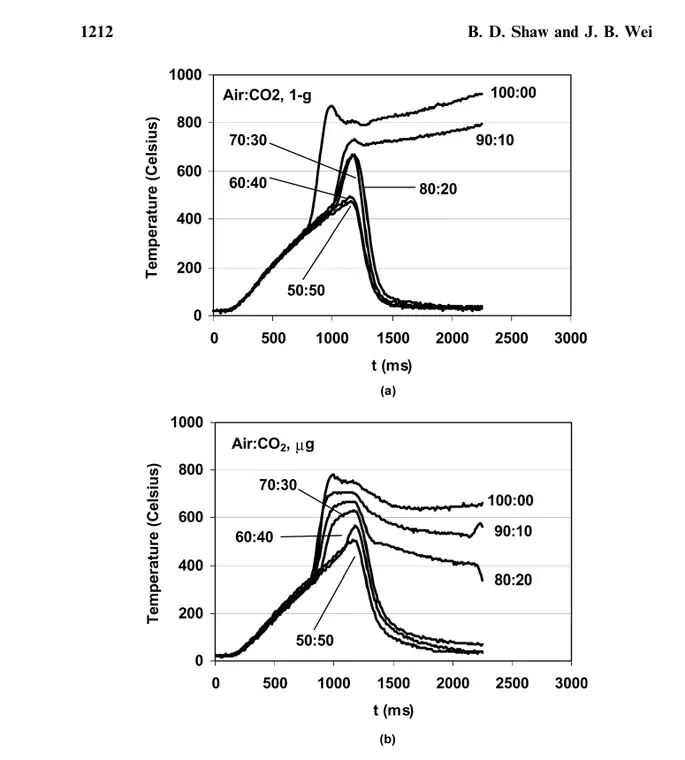 1212 B. D. Shaw and J. B. Wei
1000
Air:CO2, 1-g
100:00
800
70:30
90:10
600
60:40
80:20
400
200
50:50
0
Temperature (Celsius)
0 500 1000 1500 2000 2500 3000
t (ms)
(a)
1000
Air:CO₂, μg
800
70:30
100:00
600
90:10
60:40
400
80:20
200
50:50
0
Temperature (Celsius)
0 500 1000 1500 2000 2500 3000
t (ms)
(b)